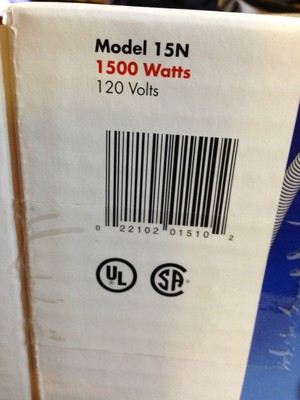 Model 15N
1500 Watts
120 Volts
0 22102 01510 2
UL SA